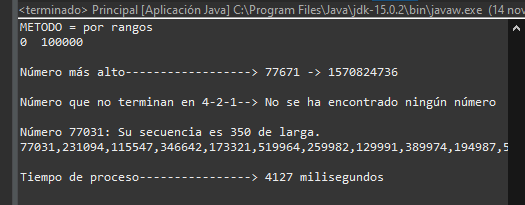 <terminado> Principal [Aplicación Java] C:\Program Files\Java\jdk-15.0.2\bin\javaw.exe (14 nov
METODO = por rangos
0 100000
Número más alto------------------> 77671 -> 1570824736
Número que no terminan en 4-2-1--> No se ha encontrado ningún número
Número 77031: Su secuencia es 350 de larga.
77031,231094,115547,346642,173321,519964,259982,129991,389974,194987,5
Tiempo de proceso----------------> 4127 milisegundos